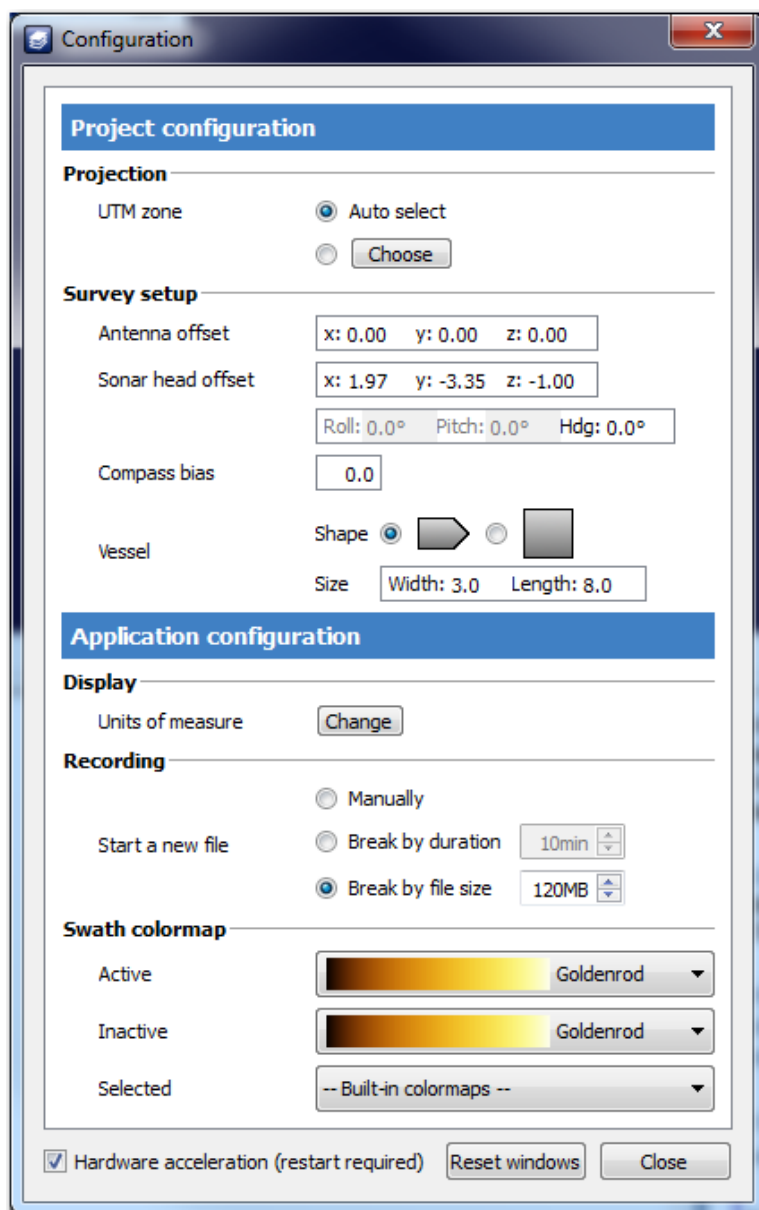 Configuration
x
Project configuration
Projection
UTM zone Auto select
Choose
Survey setup
Antenna offset x: 0.00 y: 0.00 z: 0.00
Sonar head offset x: 1.97 y: -3.35 z: -1.00
Roll: 0.0° Pitch: 0.0° Hdg: 0.0°
Compass bias 0.0
Shape
Vessel
Size Width: 3.0 Length: 8.0
Application configuration
Display
Units of measure Change
Recording
Manually
Start a new file Break by duration 10min
Break by file size 120MB
Swath colormap
Active Goldenrod
Inactive Goldenrod
Selected -- Built-in colormaps --
Hardware acceleration (restart required) Reset windows Close